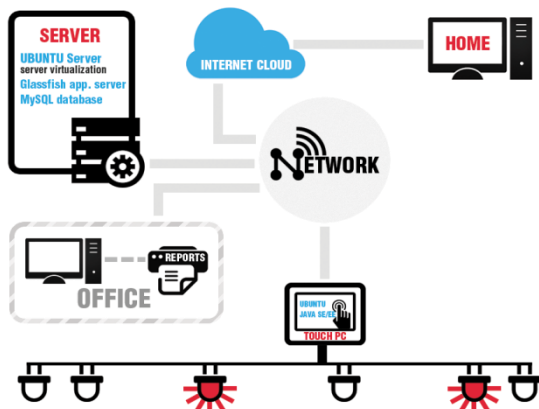 SERVER
UBUNTU Server
server virtualization
Glassfish app. server
MySQL database
INTERNET CLOUD
HOME
NETWORK
REPORTS
OFFICE
UBUNTU
JAVA SE/EE
TOUCH PC